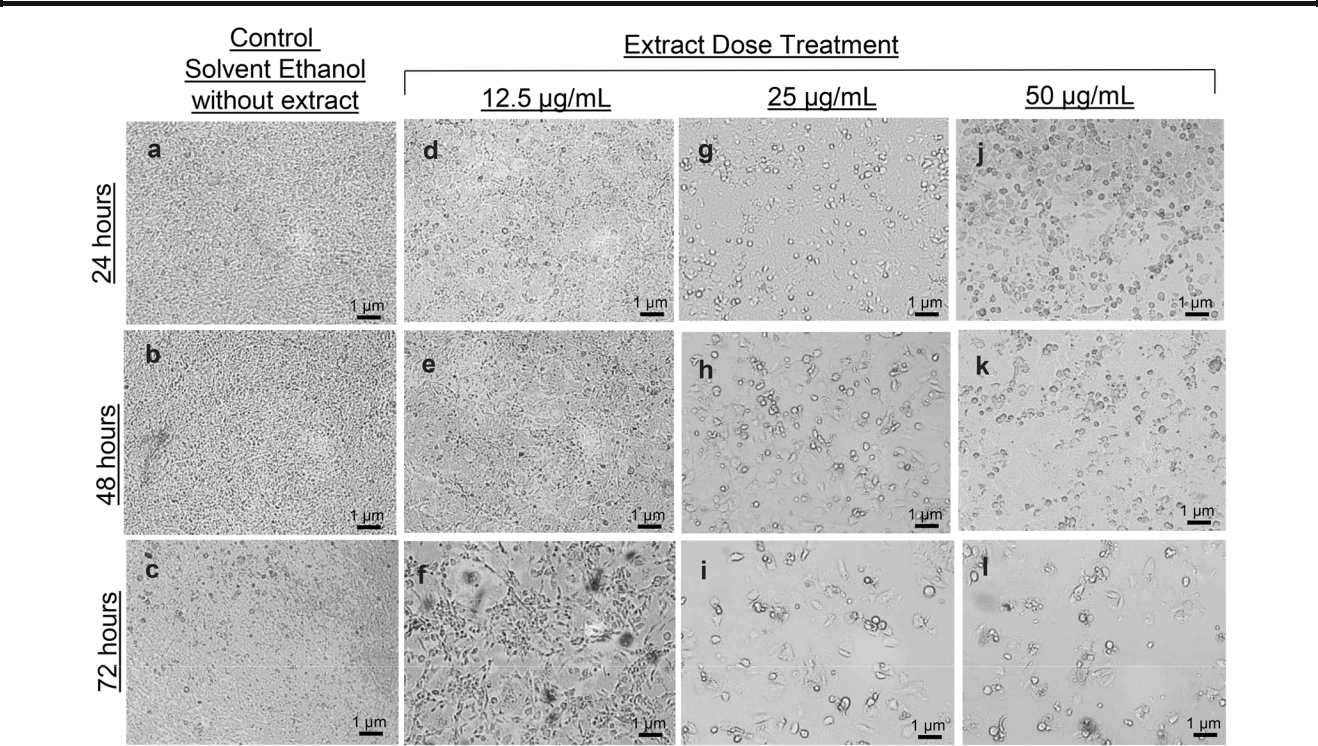 Control
Solvent Ethanol
without extract
Extract Dose Treatment
12.5 µg/mL
25 µg/mL
50 µg/mL
24 hours
a
1 µm
d
1 µm
g
1 µm
j
1 µm
48 hours
b
1 µm
e
1 µm
h
1 µm
k
1 µm
72 hours
c
1 µm
f
1 µm
i
1 µm
l
1 µm